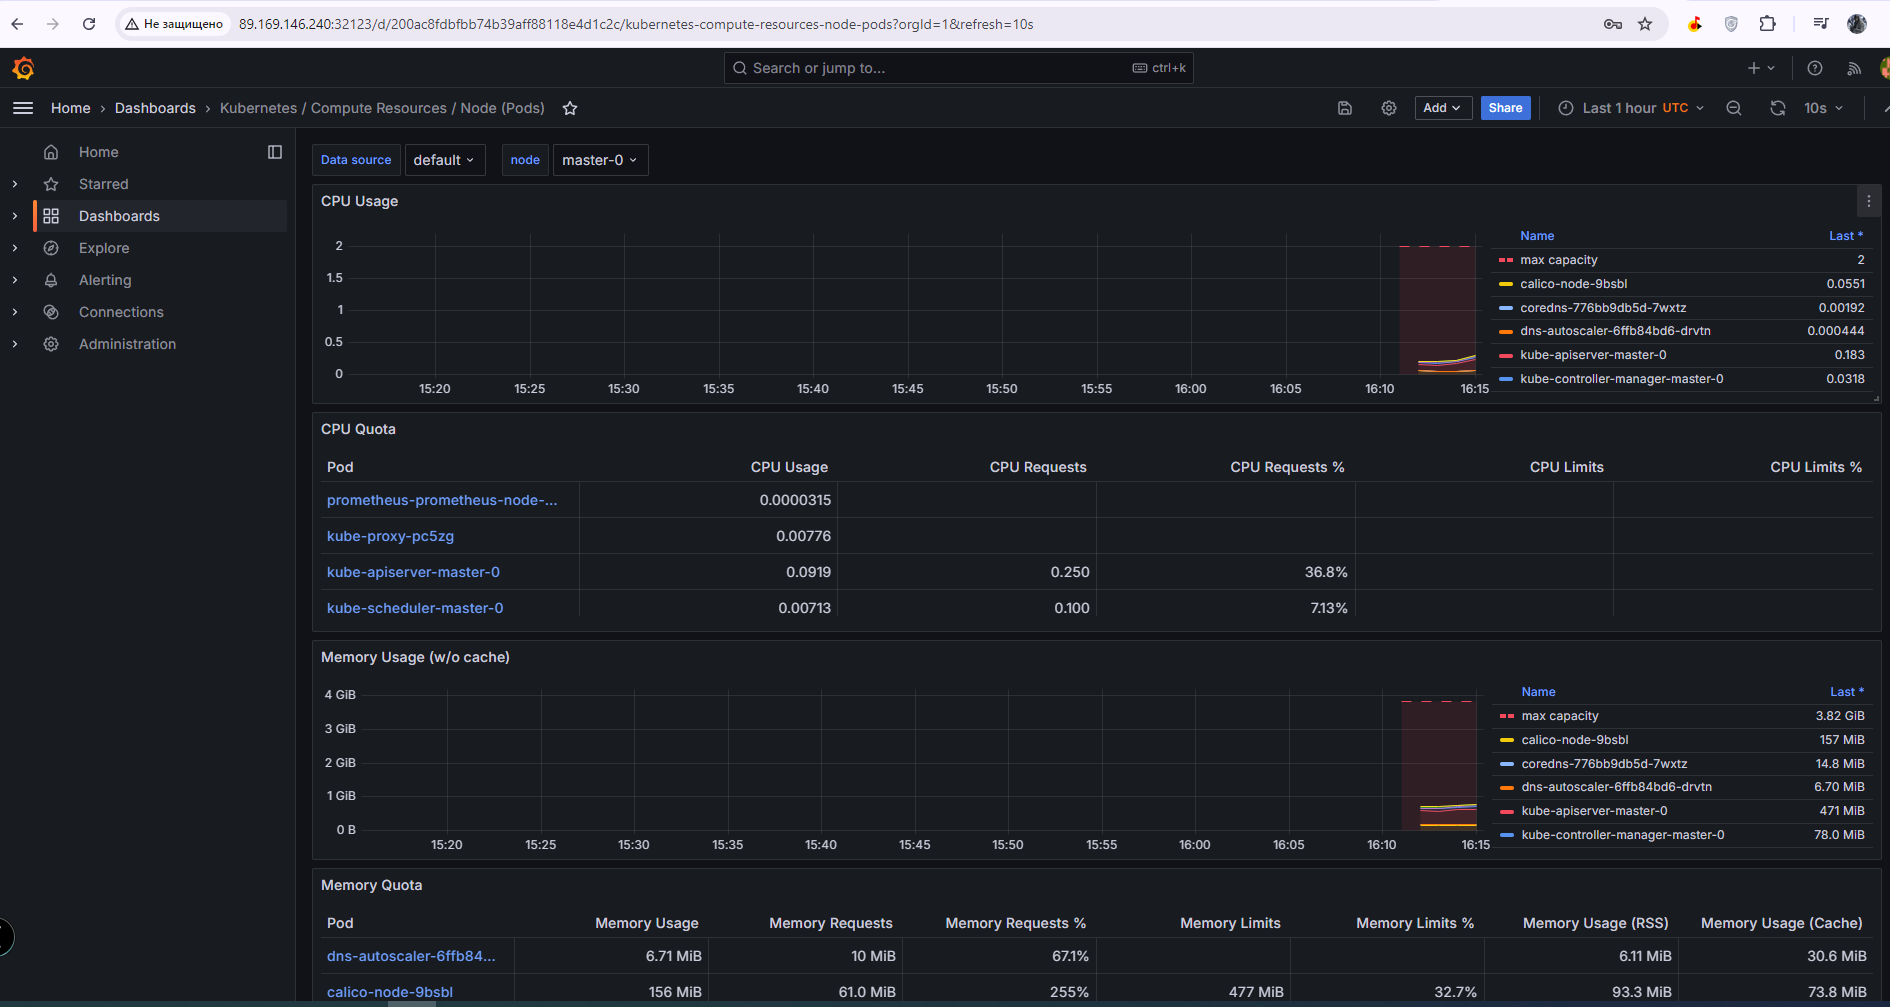 Не защищено
89.169.146.240:32123/d/200ac8fdbfbb74b39aff88118e4d1c2c/kubernetes-compute-resources-node-pods?orgId=1&refresh=10s
Search or jump to...
ctrl+k
Home › Dashboards › Kubernetes / Compute Resources / Node (Pods)
Add
Share
Last 1 hour UTC
10s
Home
Starred
Dashboards
Explore
Alerting
Connections
Administration
Data source default node master-0
CPU Usage
2
1.5
1
0.5
0
15:20 15:25 15:30 15:35 15:40 15:45 15:50 15:55 16:00 16:05 16:10 16:15
Name Last *
max capacity 2
calico-node-9bsbl 0.0551
coredns-776bb9db5d-7wxtz 0.00192
dns-autoscaler-6ffb84bd6-drvtn 0.000444
kube-apiserver-master-0 0.183
kube-controller-manager-master-0 0.0318
CPU Quota
Pod CPU Usage CPU Requests CPU Requests % CPU Limits CPU Limits %
prometheus-prometheus-node-... 0.0000315
kube-proxy-pc5zg 0.00776
kube-apiserver-master-0 0.0919 0.250 36.8%
kube-scheduler-master-0 0.00713 0.100 7.13%
Memory Usage (w/o cache)
4 GiB
3 GiB
2 GiB
1 GiB
0 B
15:20 15:25 15:30 15:35 15:40 15:45 15:50 15:55 16:00 16:05 16:10 16:15
Name Last *
max capacity 3.82 GiB
calico-node-9bsbl 157 MiB
coredns-776bb9db5d-7wxtz 14.8 MiB
dns-autoscaler-6ffb84bd6-drvtn 6.70 MiB
kube-apiserver-master-0 471 MiB
kube-controller-manager-master-0 78.0 MiB
Memory Quota
Pod Memory Usage Memory Requests Memory Requests % Memory Limits Memory Limits % Memory Usage (RSS) Memory Usage (Cache)
dns-autoscaler-6ffb84... 6.71 MiB 10 MiB 67.1% 6.11 MiB 30.6 MiB
calico-node-9bsbl 156 MiB 61.0 MiB 255% 477 MiB 32.7% 93.3 MiB 73.8 MiB